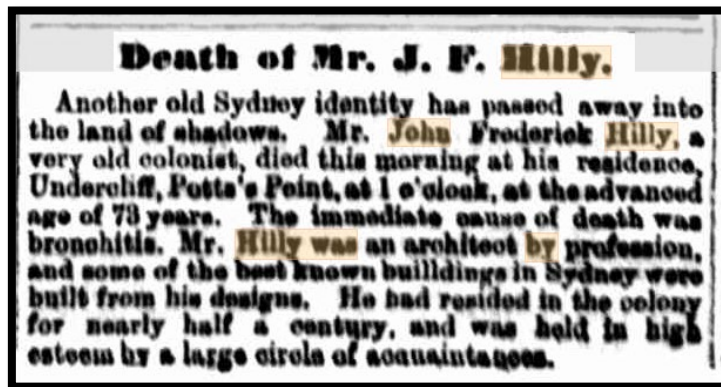 Death of Mr. J. F. Hilly.
Another old Sydney identity has passed away into
the land of shadows. Mr. John Frederick Hilly, a
very old colonist, died this morning at his residence,
Undercliff, Potts's Point, at 1 o'clock, at the advanced
age of 73 years. The immediate cause of death was
bronchitis. Mr. Hilly was an architect by profession,
and some of the best known buildings in Sydney were
built from his designs. He had resided in the colony
for nearly half a century, and was held in high
esteem by a large circle of acquaintances.